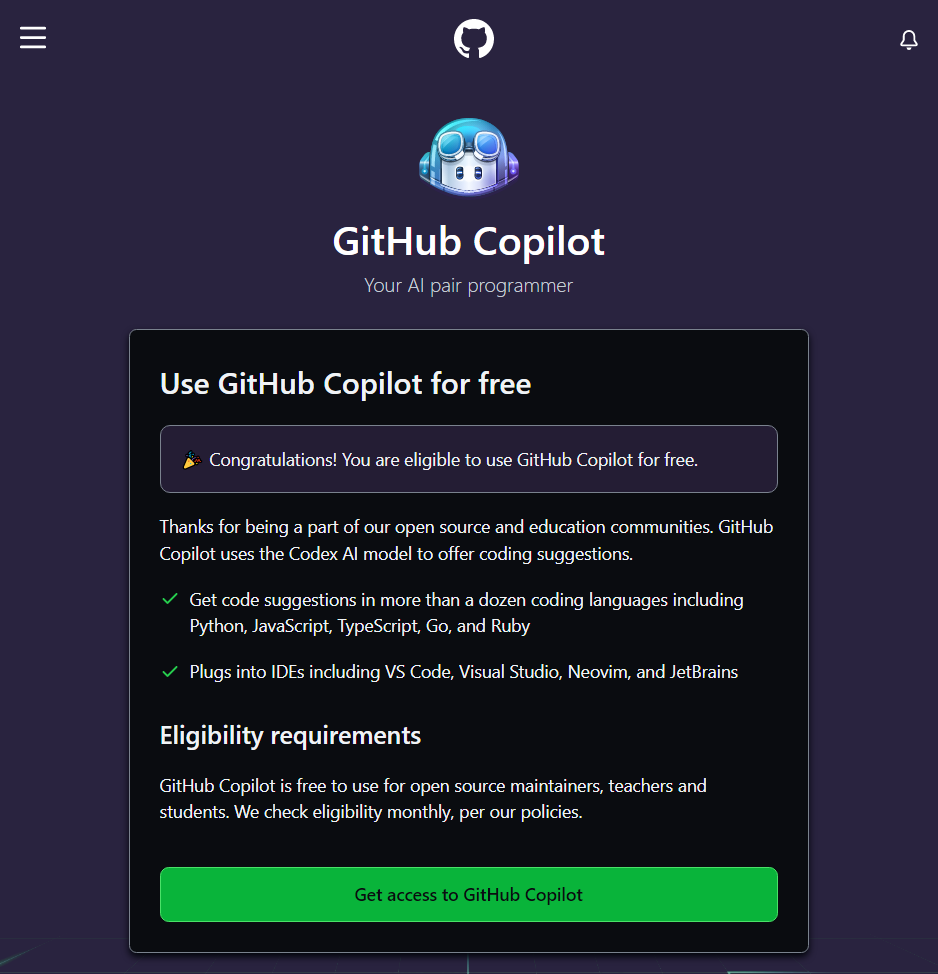 GitHub Copilot
Your AI pair programmer
Use GitHub Copilot for free
Congratulations! You are eligible to use GitHub Copilot for free.
Thanks for being a part of our open source and education communities. GitHub
Copilot uses the Codex AI model to offer coding suggestions.
Get code suggestions in more than a dozen coding languages including
Python, JavaScript, TypeScript, Go, and Ruby
Plugs into IDEs including VS Code, Visual Studio, Neovim, and JetBrains
Eligibility requirements
GitHub Copilot is free to use for open source maintainers, teachers and
students. We check eligibility monthly, per our policies.
Get access to GitHub Copilot